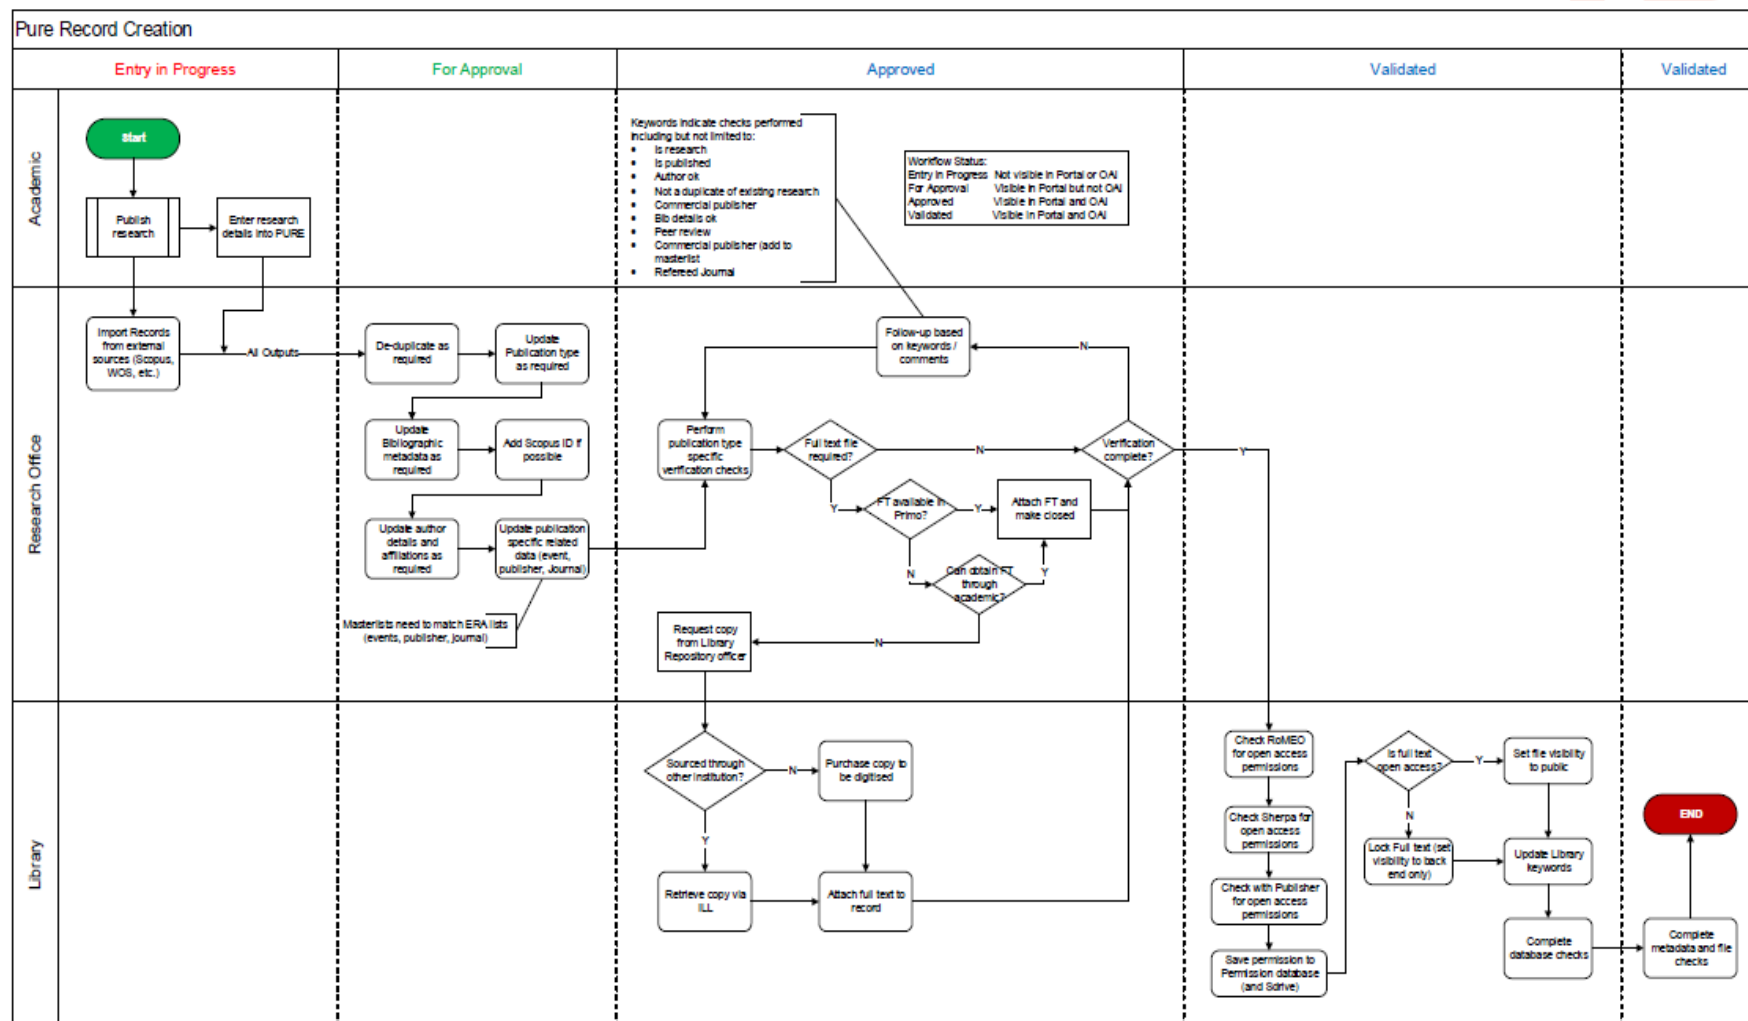 Pure Record Creation
Entry in Progress
For Approval
Approved
Validated
Validated
Academic
Start
Publish
research
Enter research
details into PURE
Keywords indicate checks performed
including but not limited to:
• Is research
• Is published
• Author ok
• Not a duplicate of existing research
• Commercial publisher
• Bib details ok
• Peer review
• Commercial publisher (add to
masterlist
• Refereed Journal
Workflow Status:
Entry in Progress Not visible in Portal or OAI
For Approval Visible in Portal but not OAI
Approved Visible in Portal and OAI
Validated Visible in Portal and OAI
Research Office
Import Records
from external
sources (Scopus,
WOS, etc.)
All Outputs
De-duplicate as
required
Update
Publication type
as required
Update
Bibliographic
metadata as
required
Add Scopus ID if
possible
Update author
details and
affiliations as
required
Update publication
specific related
data (event,
publisher, Journal)
Masterlists need to match ERA lists
(events, publisher, journal)
Follow-up based
on keywords /
comments
N
Perform
publication type
specific
verification checks
Full text file
required?
N
Verification
complete?
Y
Y
FT available in
Primo?
Y
Attach FT and
make closed
N
Can obtain FT
through
academic?
Y
N
Request copy
from Library
Repository officer
Library
Sourced through
other institution?
N
Purchase copy to
be digitised
Y
Retrieve copy via
ILL
Attach full text to
record
Check RoMEO
for open access
permissions
Check Sherpa for
open access
permissions
Check with Publisher
for open access
permissions
Save permission to
Permission database
(and Sdrive)
Is full text
open access?
Y
Set file visibility
to public
N
Lock Full text (set
visibility to back
end only)
Update Library
keywords
Complete
database checks
Complete
metadata and file
checks
END